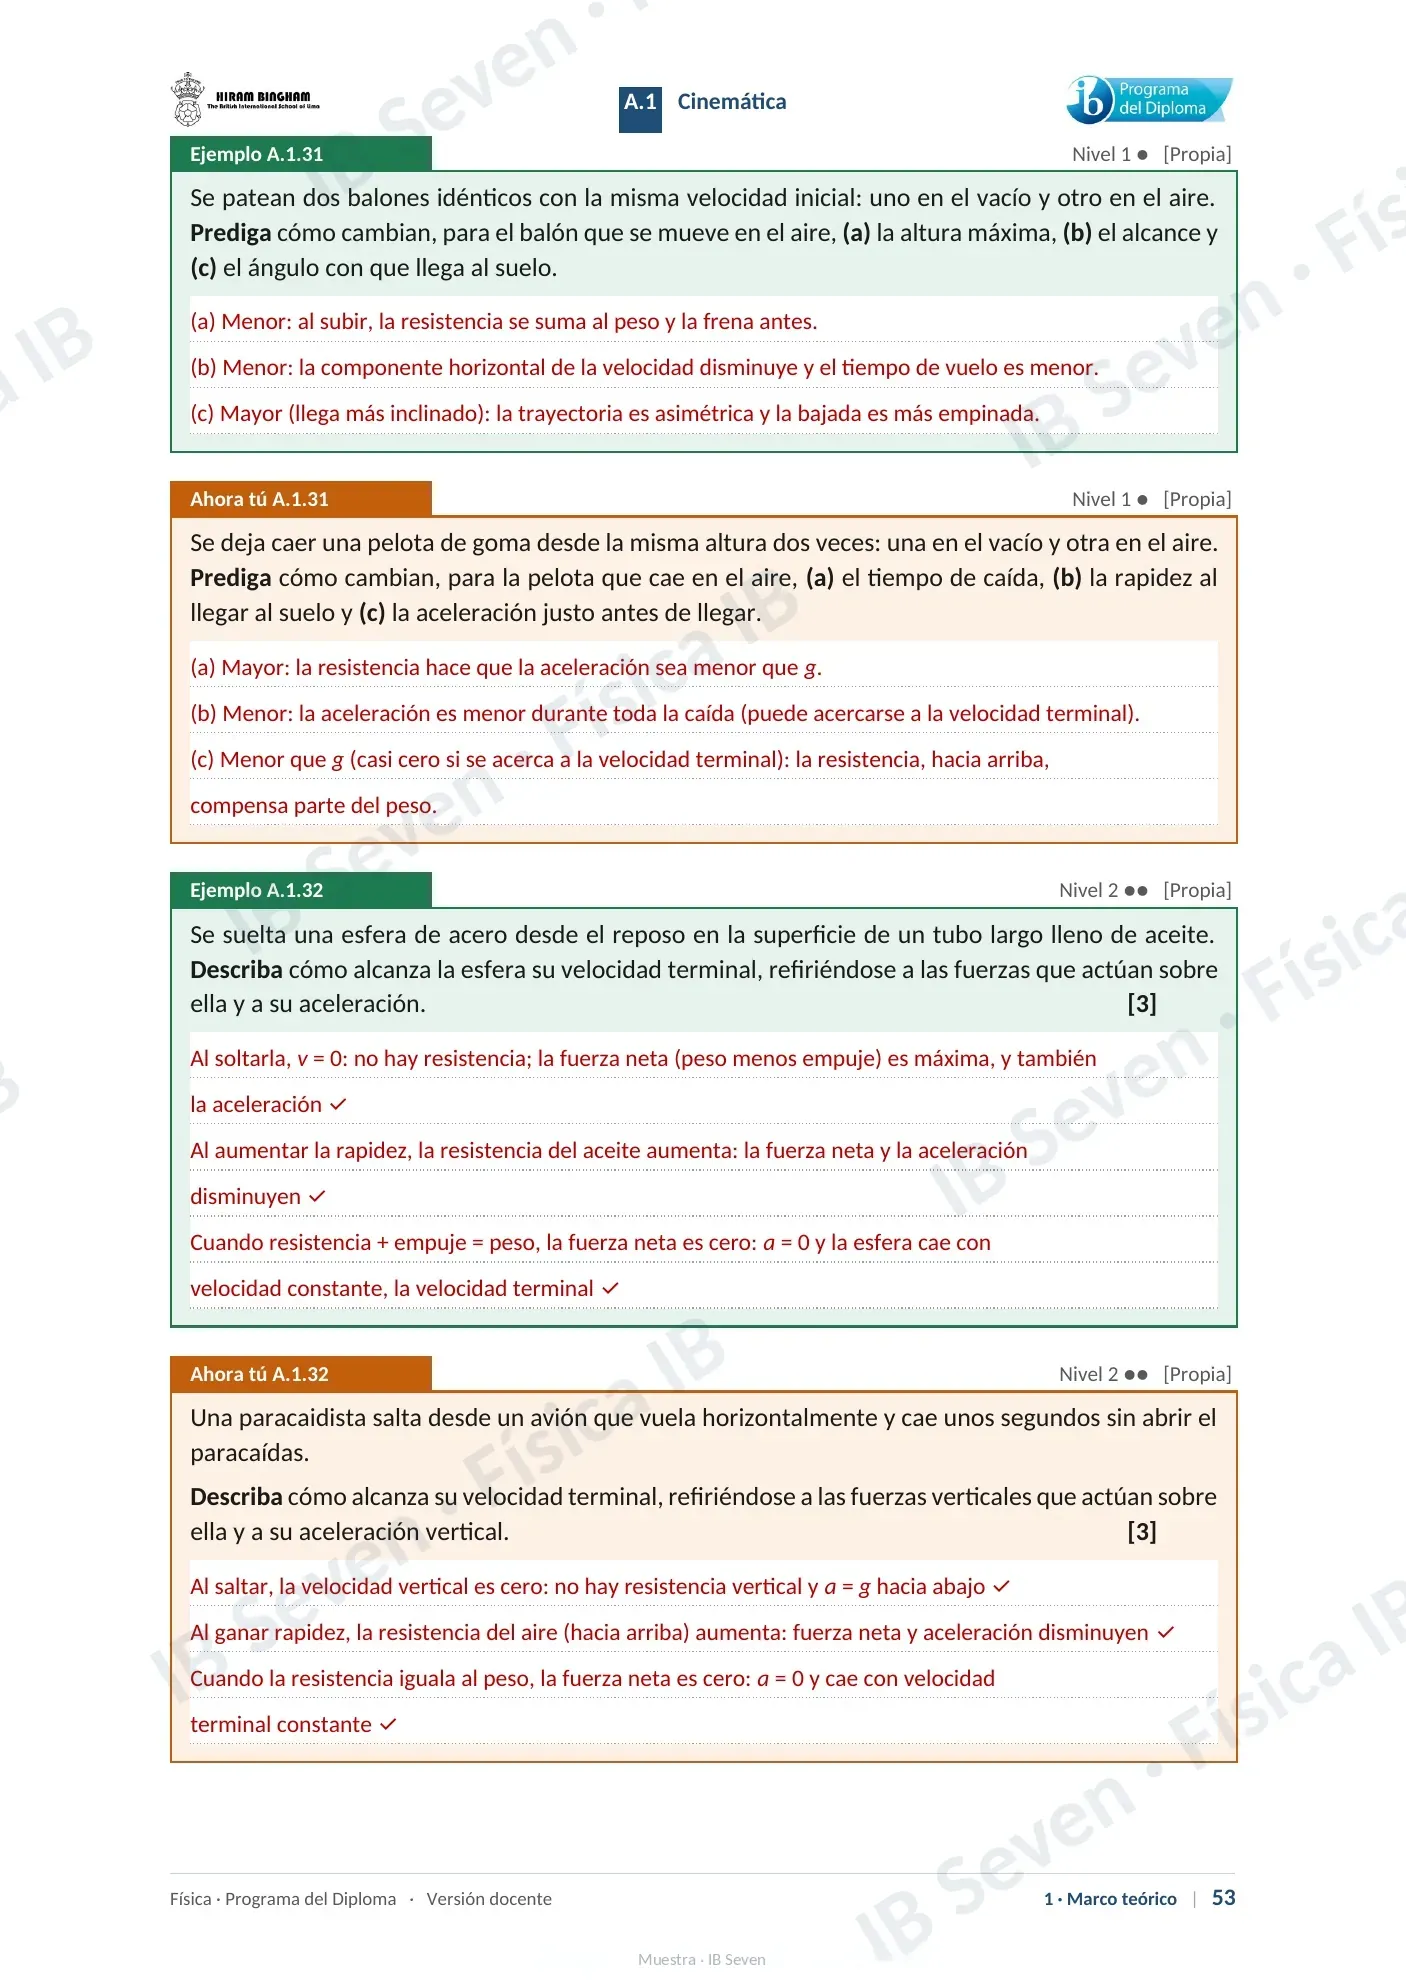 HIRAM BINGHAM
The British International School of Lima
A.1 Cinemática
ib Programa
del Diploma
Ejemplo A.1.31 Nivel 1 ● [Propia]
Se patean dos balones idénticos con la misma velocidad inicial: uno en el vacío y otro en el aire.
Prediga cómo cambian, para el balón que se mueve en el aire, (a) la altura máxima, (b) el alcance y
(c) el ángulo con que llega al suelo.
(a) Menor: al subir, la resistencia se suma al peso y la frena antes.
(b) Menor: la componente horizontal de la velocidad disminuye y el tiempo de vuelo es menor.
(c) Mayor (llega más inclinado): la trayectoria es asimétrica y la bajada es más empinada.
Ahora tú A.1.31 Nivel 1 ● [Propia]
Se deja caer una pelota de goma desde la misma altura dos veces: una en el vacío y otra en el aire.
Prediga cómo cambian, para la pelota que cae en el aire, (a) el tiempo de caída, (b) la rapidez al
llegar al suelo y (c) la aceleración justo antes de llegar.
(a) Mayor: la resistencia hace que la aceleración sea menor que g.
(b) Menor: la aceleración es menor durante toda la caída (puede acercarse a la velocidad terminal).
(c) Menor que g (casi cero si se acerca a la velocidad terminal): la resistencia, hacia arriba,
compensa parte del peso.
Ejemplo A.1.32 Nivel 2 ●● [Propia]
Se suelta una esfera de acero desde el reposo en la superficie de un tubo largo lleno de aceite.
Describa cómo alcanza la esfera su velocidad terminal, refiriéndose a las fuerzas que actúan sobre
ella y a su aceleración. [3]
Al soltarla, v = 0: no hay resistencia; la fuerza neta (peso menos empuje) es máxima, y también
la aceleración ✓
Al aumentar la rapidez, la resistencia del aceite aumenta: la fuerza neta y la aceleración
disminuyen ✓
Cuando resistencia + empuje = peso, la fuerza neta es cero: a = 0 y la esfera cae con
velocidad constante, la velocidad terminal ✓
Ahora tú A.1.32 Nivel 2 ●● [Propia]
Una paracaidista salta desde un avión que vuela horizontalmente y cae unos segundos sin abrir el
paracaídas.
Describa cómo alcanza su velocidad terminal, refiriéndose a las fuerzas verticales que actúan sobre
ella y a su aceleración vertical. [3]
Al saltar, la velocidad vertical es cero: no hay resistencia vertical y a = g hacia abajo ✓
Al ganar rapidez, la resistencia del aire (hacia arriba) aumenta: fuerza neta y aceleración disminuyen ✓
Cuando la resistencia iguala al peso, la fuerza neta es cero: a = 0 y cae con velocidad
terminal constante ✓
Física · Programa del Diploma · Versión docente 1 · Marco teórico | 53
Muestra · IB Seven
IB Seven · Física IB